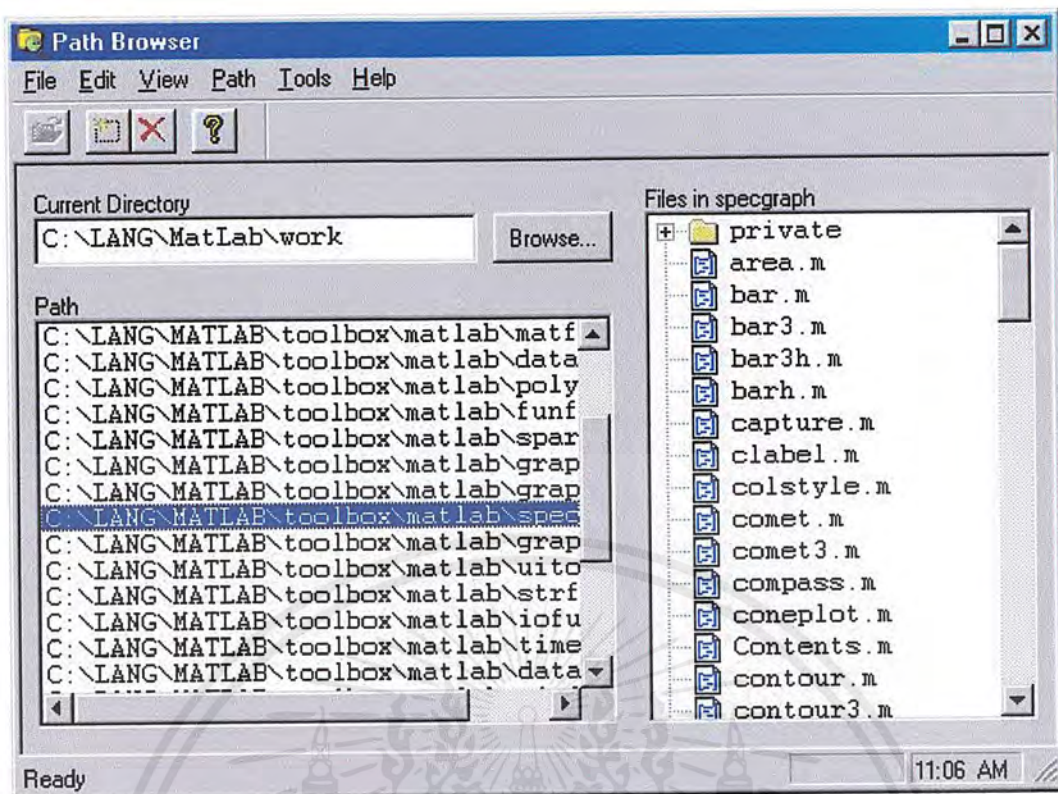 Path Browser
File Edit View Path Tools Help
Current Directory
C:\LANG\MatLab\work
Browse...
Path
C:\LANG\MATLAB\toolbox\matlab\matf
C:\LANG\MATLAB\toolbox\matlab\data
C:\LANG\MATLAB\toolbox\matlab\poly
C:\LANG\MATLAB\toolbox\matlab\funf
C:\LANG\MATLAB\toolbox\matlab\spar
C:\LANG\MATLAB\toolbox\matlab\grap
C:\LANG\MATLAB\toolbox\matlab\grap
C:\LANG\MATLAB\toolbox\matlab\spec
C:\LANG\MATLAB\toolbox\matlab\grap
C:\LANG\MATLAB\toolbox\matlab\uito
C:\LANG\MATLAB\toolbox\matlab\strf
C:\LANG\MATLAB\toolbox\matlab\iofu
C:\LANG\MATLAB\toolbox\matlab\time
C:\LANG\MATLAB\toolbox\matlab\data
Files in specgraph
private
area.m
bar.m
bar3.m
bar3h.m
barh.m
capture.m
clabel.m
colstyle.m
comet.m
comet3.m
compass.m
coneplot.m
Contents.m
contour.m
contour3.m
Ready
11:06 AM